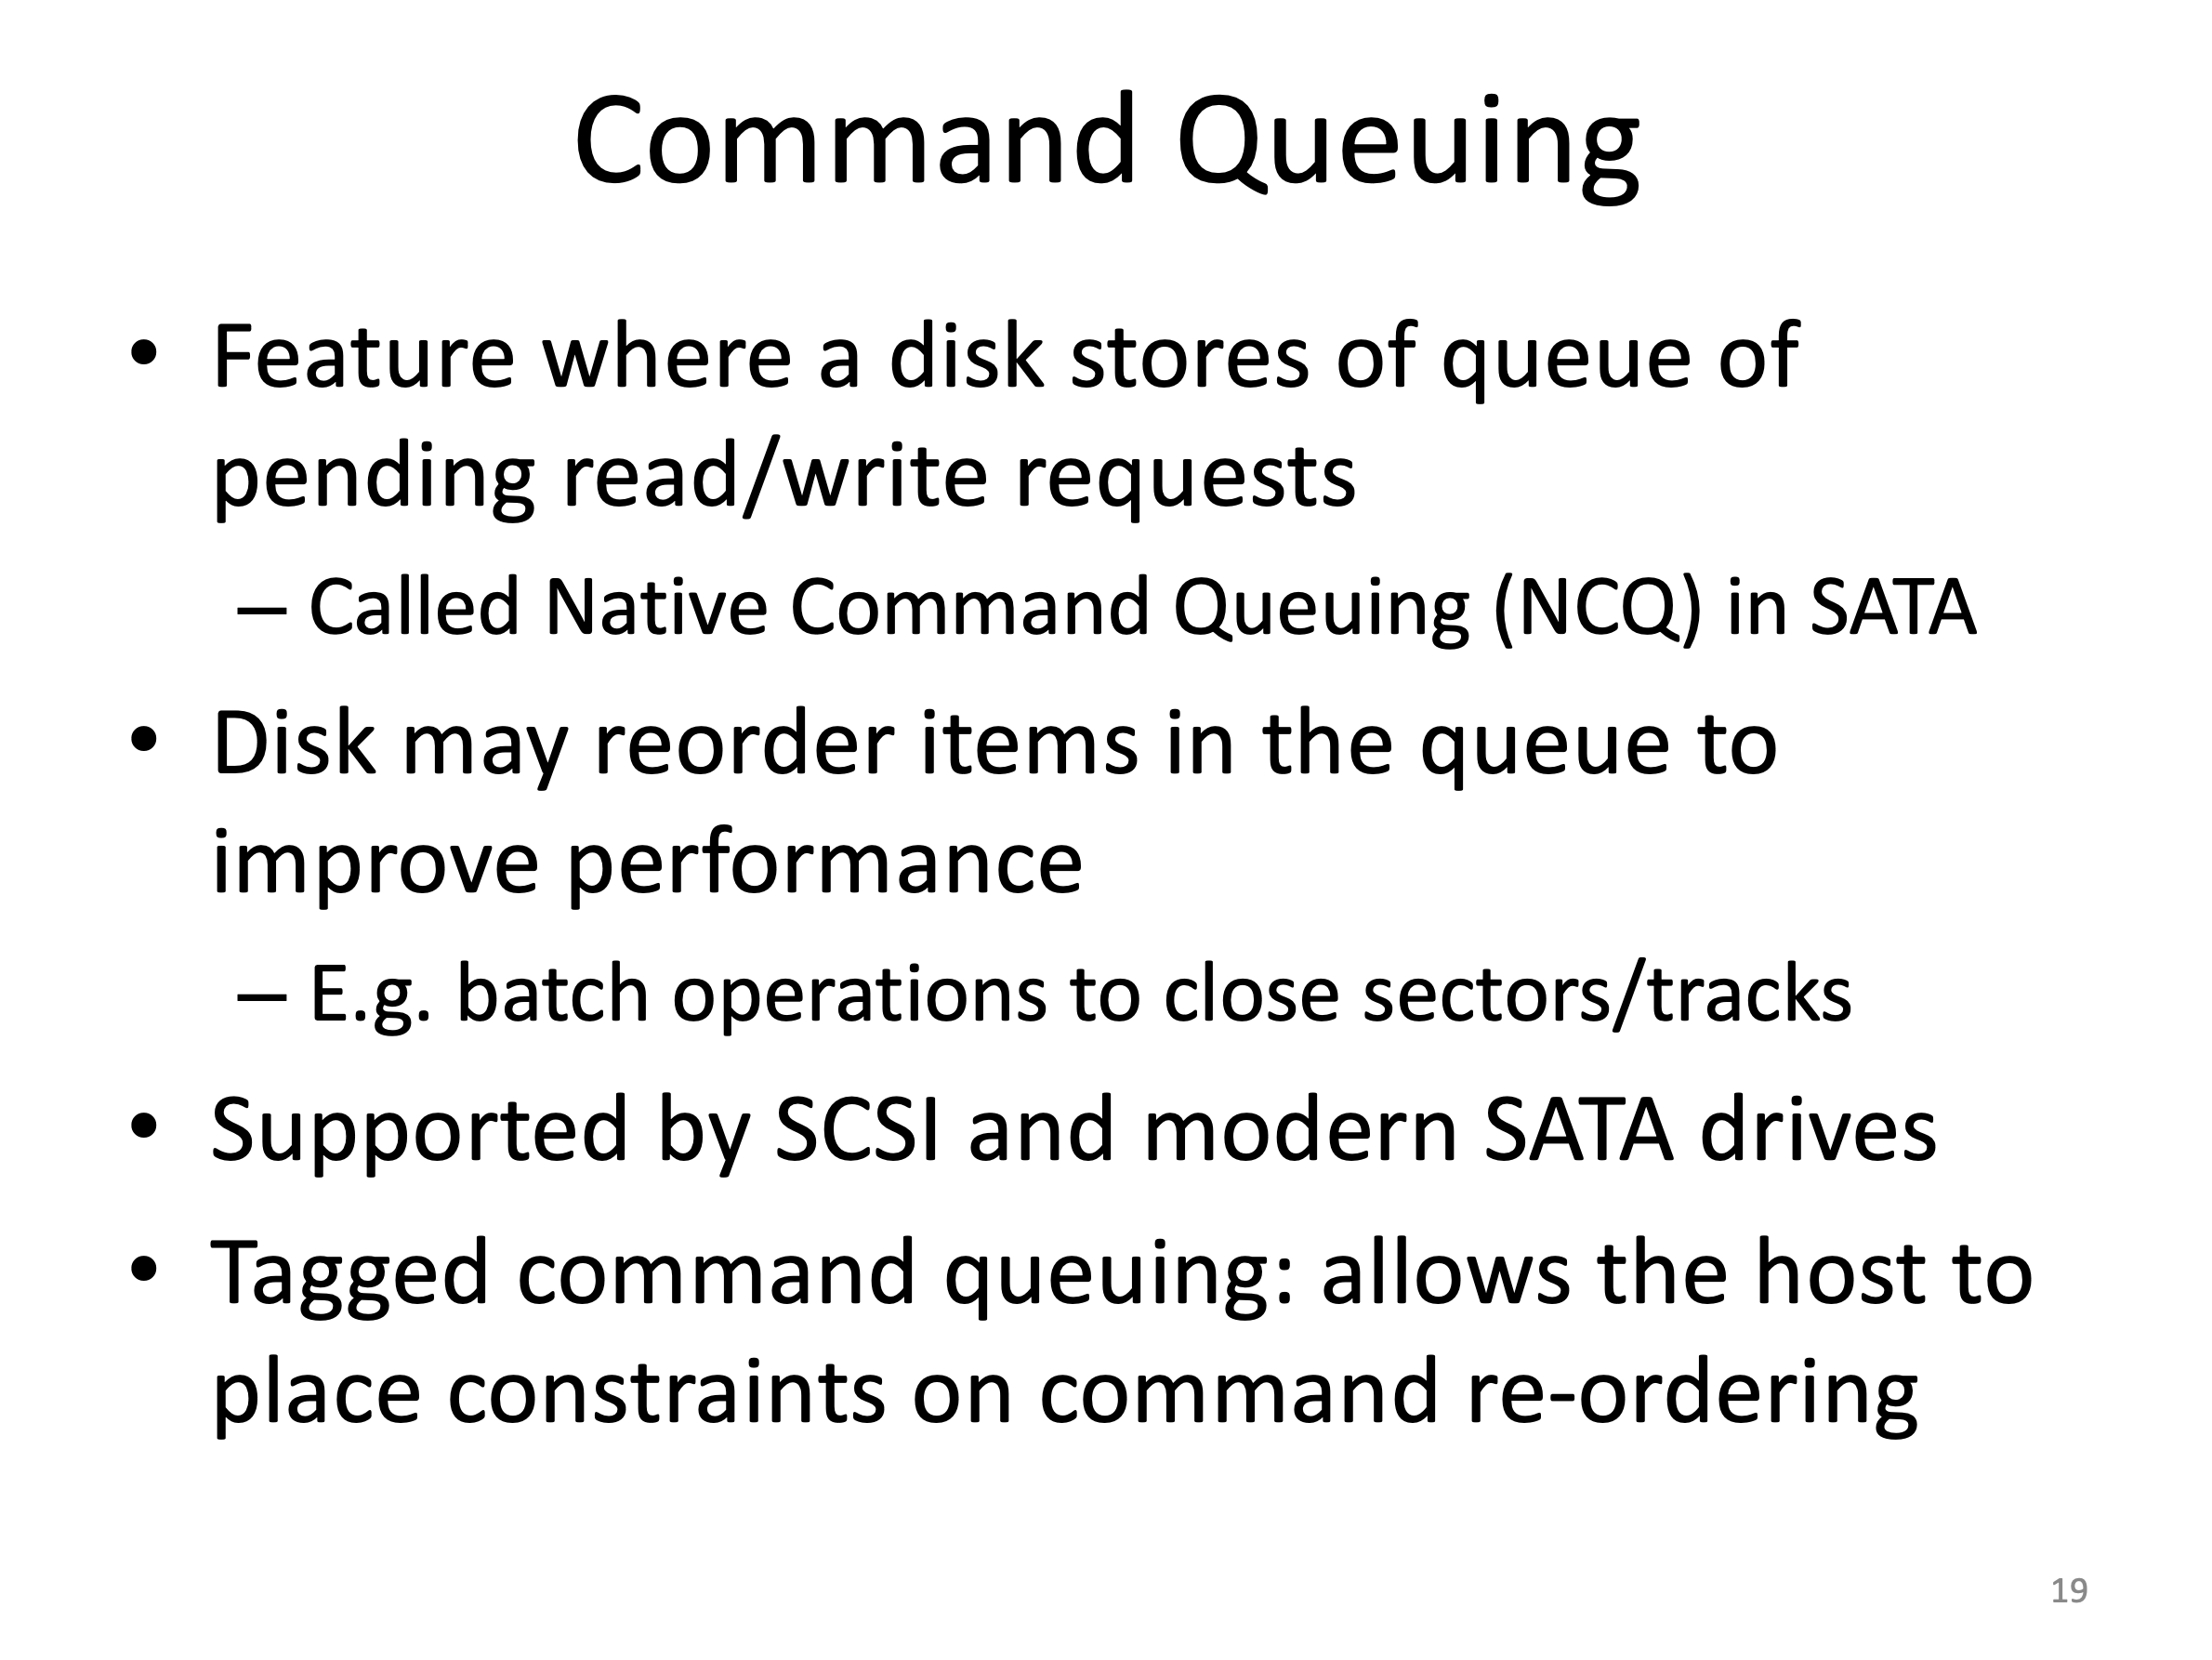 Command Queuing
• Feature where a disk stores of queue of
pending read/write requests
– Called Native Command Queuing (NCQ) in SATA
• Disk may reorder items in the queue to
improve performance
– E.g. batch operations to close sectors/tracks
• Supported by SCSI and modern SATA drives
• Tagged command queuing: allows the host to
place constraints on command re-ordering
19